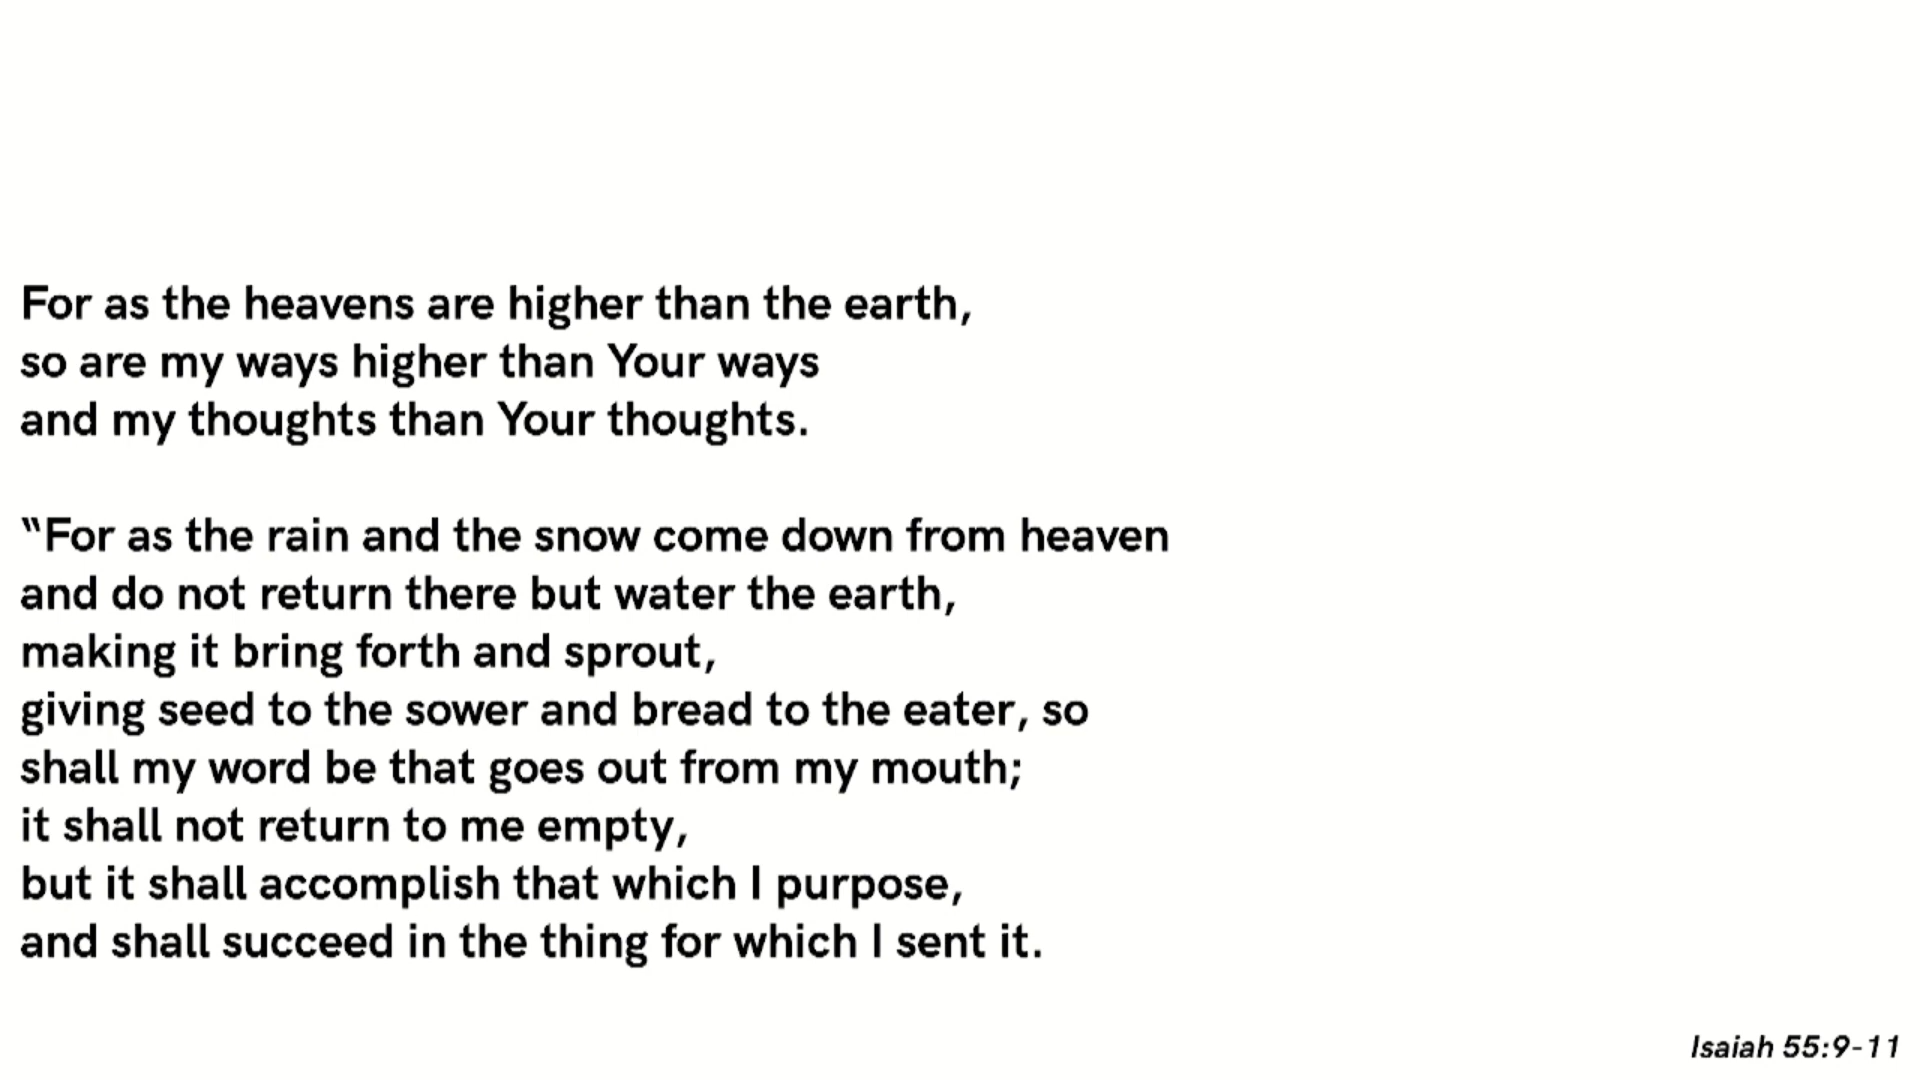 For as the heavens are higher than the earth,
so are my ways higher than Your ways
and my thoughts than Your thoughts.
“For as the rain and the snow come down from heaven
and do not return there but water the earth,
making it bring forth and sprout,
giving seed to the sower and bread to the eater, so
shall my word be that goes out from my mouth;
it shall not return to me empty,
but it shall accomplish that which I purpose,
and shall succeed in the thing for which I sent it.
Isaiah 55:9-11